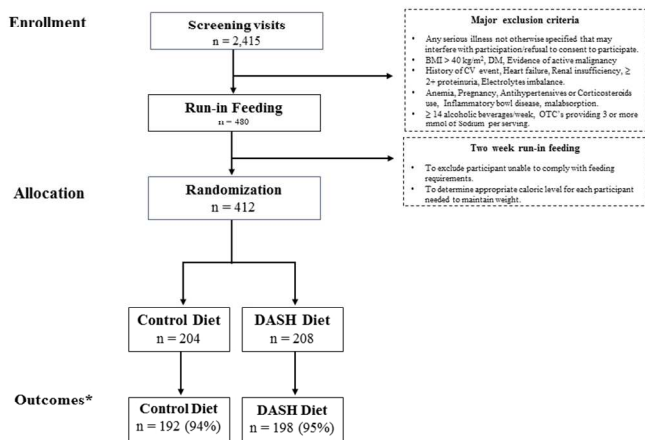 Enrollment
Screening visits
n = 2,415
Major exclusion criteria
• Any serious illness not otherwise specified that may
interfere with participation/refusal to consent to participate.
• BMI > 40 kg/m², DM, Evidence of active malignancy
• History of CV event, Heart failure, Renal insufficiency, ≥
2+ proteinuria, Electrolytes imbalance.
• Anemia, Pregnancy, Antihypertensives or Corticosteroids
use, Inflammatory bowl disease, malabsorption.
• ≥ 14 alcoholic beverages/week, OTC's providing 3 or more
mmol of Sodium per serving.
Run-in Feeding
n = 480
Two week run-in feeding
• To exclude participant unable to comply with feeding
requirements.
• To determine appropriate caloric level for each participant
needed to maintain weight.
Allocation
Randomization
n = 412
Control Diet
n = 204
DASH Diet
n = 208
Outcomes*
Control Diet
n = 192 (94%)
DASH Diet
n = 198 (95%)